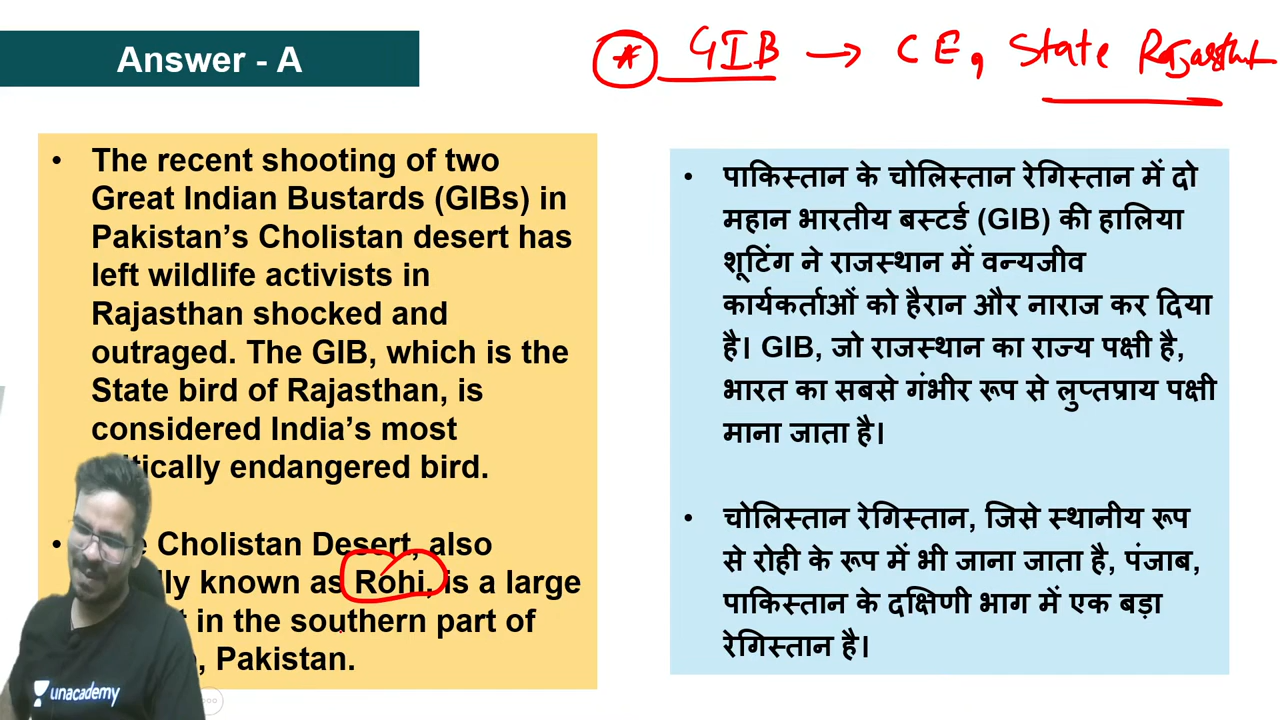 Answer - A
* GIB → CE, State Rajasthan
• The recent shooting of two
Great Indian Bustards (GIBs) in
Pakistan’s Cholistan desert has
left wildlife activists in
Rajasthan shocked and
outraged. The GIB, which is the
State bird of Rajasthan, is
considered India’s most
itically endangered bird.
• e Cholistan Desert, also
lly known as Rohi, is a large
t in the southern part of
, Pakistan.
• पाकिस्तान के चोलिस्तान रेगिस्तान में दो
महान भारतीय बस्टर्ड (GIB) की हालिया
शूटिंग ने राजस्थान में वन्यजीव
कार्यकर्ताओं को हैरान और नाराज कर दिया
है। GIB, जो राजस्थान का राज्य पक्षी है,
भारत का सबसे गंभीर रूप से लुप्तप्राय पक्षी
माना जाता है।
• चोलिस्तान रेगिस्तान, जिसे स्थानीय रूप
से रोही के रूप में भी जाना जाता है, पंजाब,
पाकिस्तान के दक्षिणी भाग में एक बड़ा
रेगिस्तान है।
unacademy